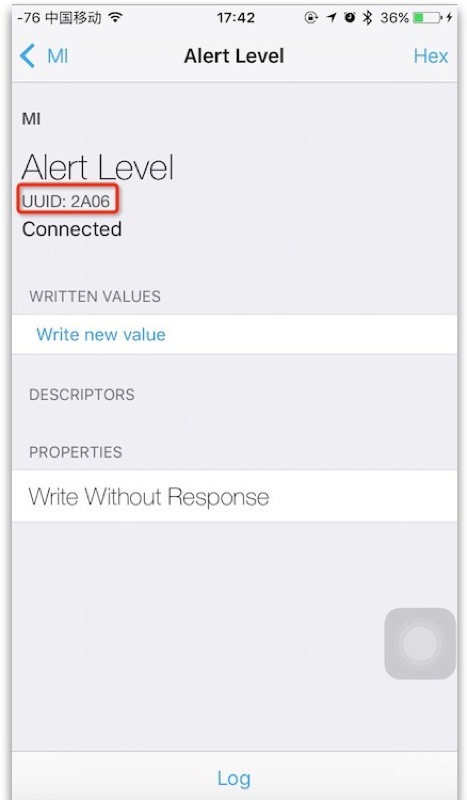 -76 中国移动 17:42 36%
MI Alert Level Hex
MI
Alert Level
UUID: 2A06
Connected
WRITTEN VALUES
Write new value
DESCRIPTORS
PROPERTIES
Write Without Response
Log